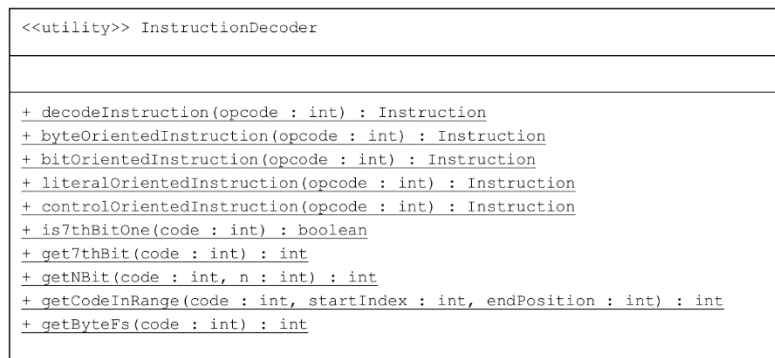 <<utility>> InstructionDecoder
+ decodeInstruction(opcode : int) : Instruction
+ byteOrientedInstruction(opcode : int) : Instruction
+ bitOrientedInstruction(opcode : int) : Instruction
+ literalOrientedInstruction(opcode : int) : Instruction
+ controlOrientedInstruction(opcode : int) : Instruction
+ is7thBitOne(code : int) : boolean
+ get7thBit(code : int) : int
+ getNBit(code : int, n : int) : int
+ getCodeInRange(code : int, startIndex : int, endPosition : int) : int
+ getByteFs(code : int) : int